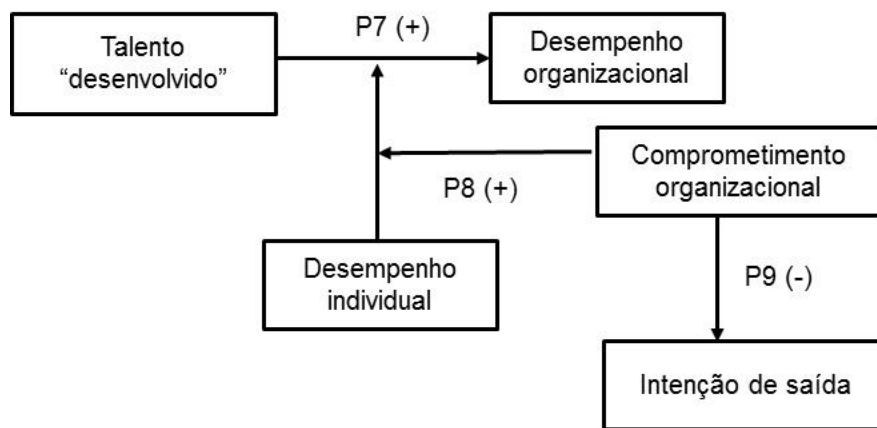 Talento
“desenvolvido”
P7 (+)
Desempenho
organizacional
P8 (+)
Comprometimento
organizacional
Desempenho
individual
P9 (-)
Intenção de saída